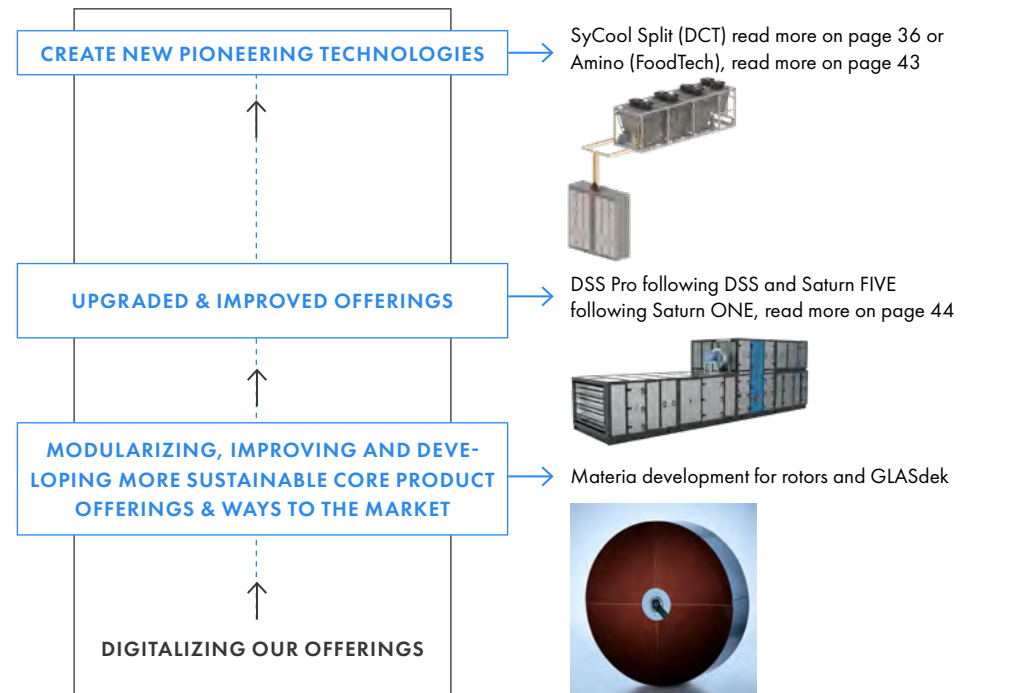 CREATE NEW PIONEERING TECHNOLOGIES
SyCool Split (DCT) read more on page 36 or
Amino (FoodTech), read more on page 43
UPGRADED & IMPROVED OFFERINGS
DSS Pro following DSS and Saturn FIVE
following Saturn ONE, read more on page 44
MODULARIZING, IMPROVING AND DEVE-
LOPING MORE SUSTAINABLE CORE PRODUCT
OFFERINGS & WAYS TO THE MARKET
Materia development for rotors and GLASdek
DIGITALIZING OUR OFFERINGS